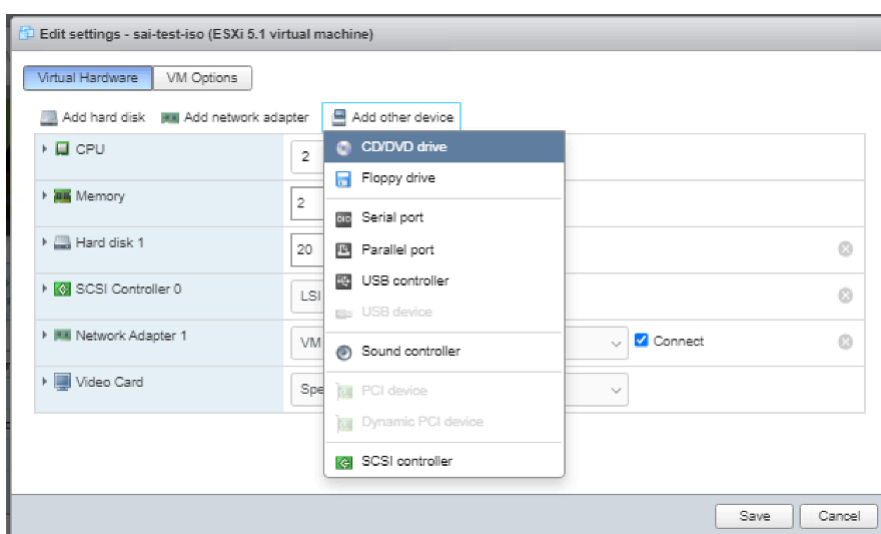 Edit settings - sai-test-iso (ESXi 5.1 virtual machine)
Virtual Hardware VM Options
Add hard disk Add network adapter Add other device
CPU 2
CD/DVD drive
Floppy drive
Memory 2
Serial port
Hard disk 1 20
Parallel port
USB controller
SCSI Controller 0 LSI
USB device
Network Adapter 1 VM Connect
Sound controller
Video Card Spe
PCI device
Dynamic PCI device
SCSI controller
Save Cancel